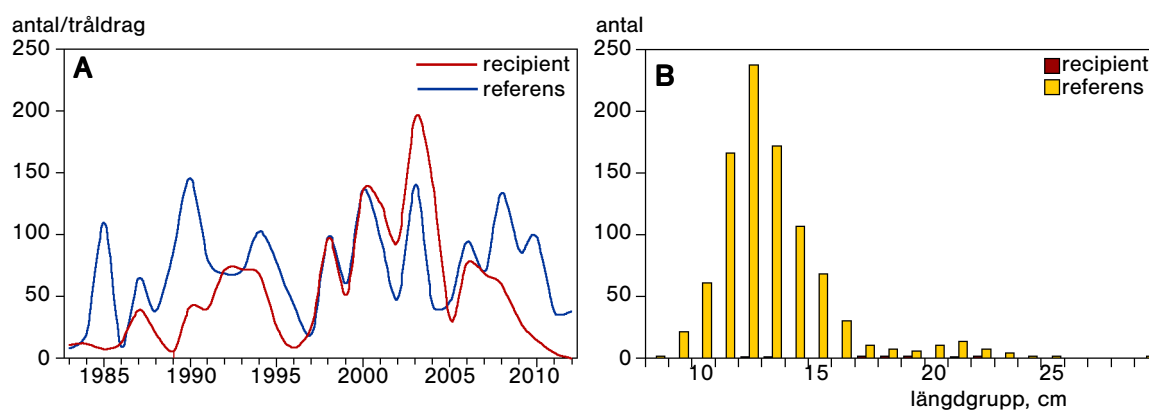 antal/tråldrag
250
200
150
100
50
0
A
recipient
referens
1985 1990 1995 2000 2005 2010
antal
250
200
150
100
50
0
B
recipient
referens
10 15 20 25
längdgrupp, cm